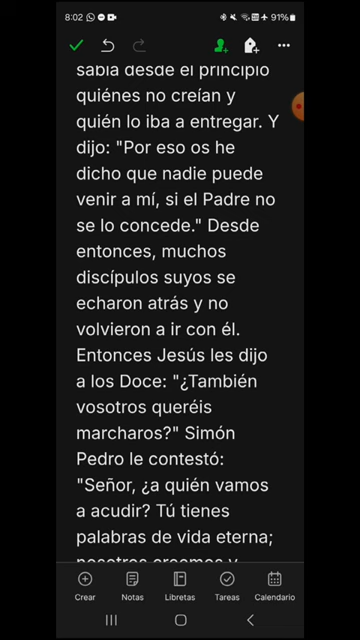 8:02
91%
sabía desde el principio
quiénes no creían y
quién lo iba a entregar. Y
dijo: "Por eso os he
dicho que nadie puede
venir a mí, si el Padre no
se lo concede." Desde
entonces, muchos
discípulos suyos se
echaron atrás y no
volvieron a ir con él.
Entonces Jesús les dijo
a los Doce: "¿También
vosotros queréis
marcharos?" Simón
Pedro le contestó:
"Señor, ¿a quién vamos
a acudir? Tú tienes
palabras de vida eterna;
nosotros creemos y
Crear Notas Libretas Tareas Calendario